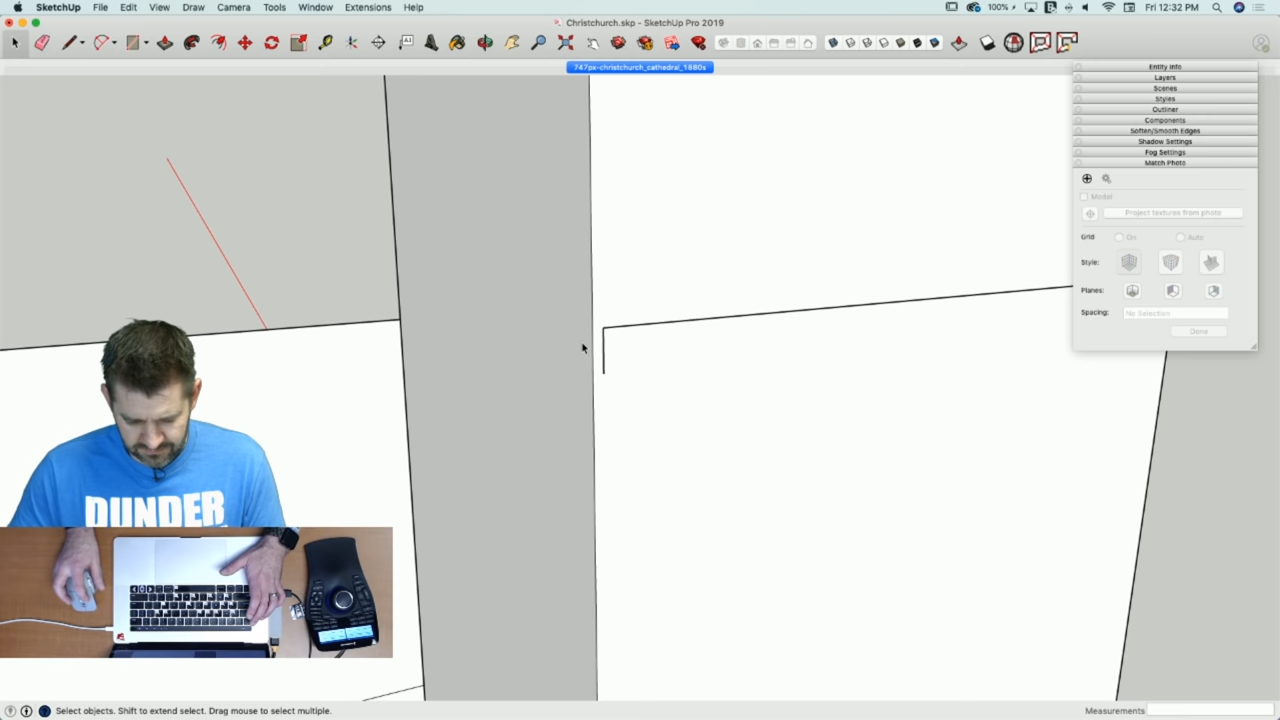 SketchUp File Edit View Draw Camera Tools Window Extensions Help
100% Fri 12:32 PM
Christchurch.skp - SketchUp Pro 2019
747px-christchurch_cathedral_1880s
Entity Info
Layers
Scenes
Styles
Outliner
Components
Soften/Smooth Edges
Shadow Settings
Fog Settings
Match Photo
Model
Project textures from photo
Grid On Auto
Style:
Planes:
Spacing: No Selection
Done
DUNDER
Select objects. Shift to extend select. Drag mouse to select multiple.
Measurements